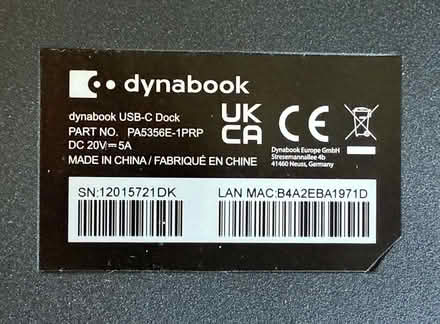 dynabook
dynabook USB-C Dock
PART NO. PA5356E-1PRP
DC 20V⎓5A
MADE IN CHINA / FABRIQUÉ EN CHINE
UK
CA
CE
Dynabook Europe GmbH
Stresemannallee 4b
41460 Neuss, Germany
SN:12015721DK
LAN MAC:B4A2EBA1971D